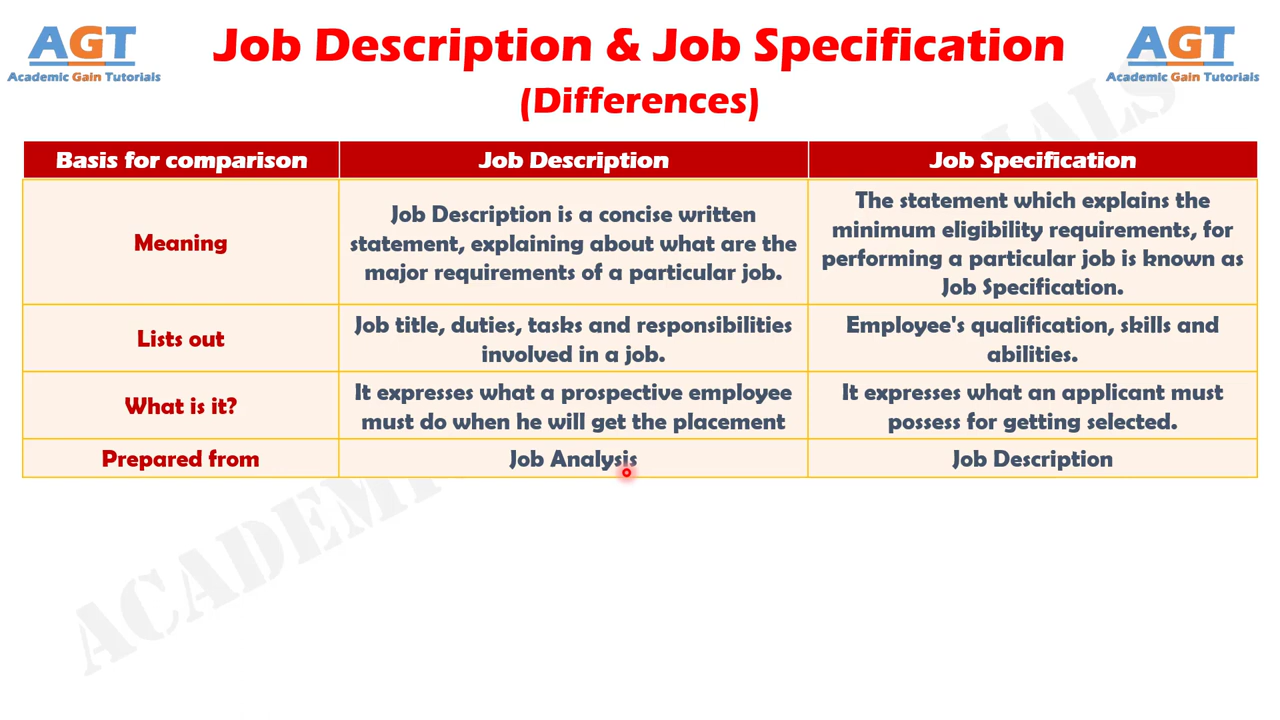 AGT
Academic Gain Tutorials
Job Description & Job Specification
(Differences)
AGT
Academic Gain Tutorials
Basis for comparison
Job Description
Job Specification
Meaning
Job Description is a concise written
statement, explaining about what are the
major requirements of a particular job.
The statement which explains the
minimum eligibility requirements, for
performing a particular job is known as
Job Specification.
Lists out
Job title, duties, tasks and responsibilities
involved in a job.
Employee's qualification, skills and
abilities.
What is it?
It expresses what a prospective employee
must do when he will get the placement
It expresses what an applicant must
possess for getting selected.
Prepared from
Job Analysis
Job Description